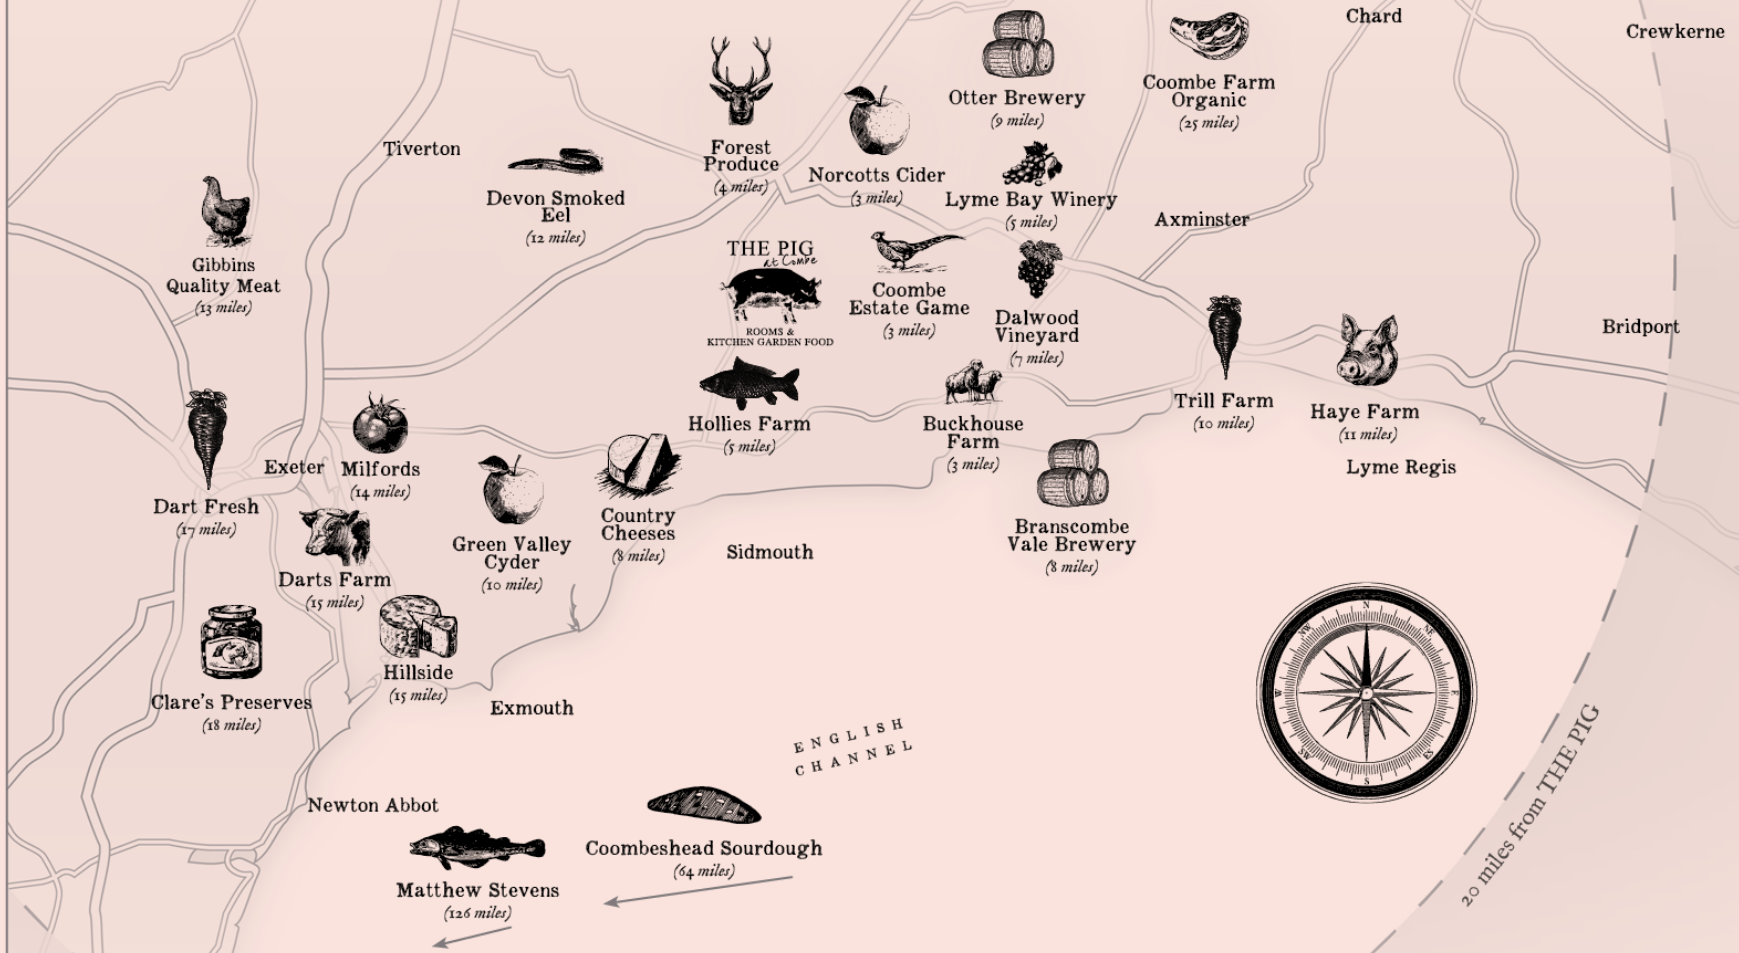 Chard
Crewkerne
Otter Brewery
(9 miles)
Coombe Farm
Organic
(25 miles)
Tiverton
Forest
Produce
(4 miles)
Norcotts Cider
(3 miles)
Devon Smoked
Eel
(12 miles)
Lyme Bay Winery
(5 miles)
Axminster
Gibbins
Quality Meat
(13 miles)
THE PIG
at Combe
ROOMS &
KITCHEN GARDEN FOOD
Coombe
Estate Game
(3 miles)
Dalwood
Vineyard
(7 miles)
Bridport
Trill Farm
(10 miles)
Haye Farm
(11 miles)
Hollies Farm
(5 miles)
Buckhouse
Farm
(3 miles)
Lyme Regis
Exeter
Milfords
(14 miles)
Dart Fresh
(17 miles)
Country
Cheeses
(8 miles)
Green Valley
Cyder
(10 miles)
Sidmouth
Branscombe
Vale Brewery
(8 miles)
Darts Farm
(15 miles)
Hillside
(15 miles)
Clare's Preserves
(18 miles)
Exmouth
ENGLISH
CHANNEL
N
NE
E
ES
S
SW
W
NW
20 miles from THE PIG
Newton Abbot
Coombeshead Sourdough
(64 miles)
Matthew Stevens
(126 miles)